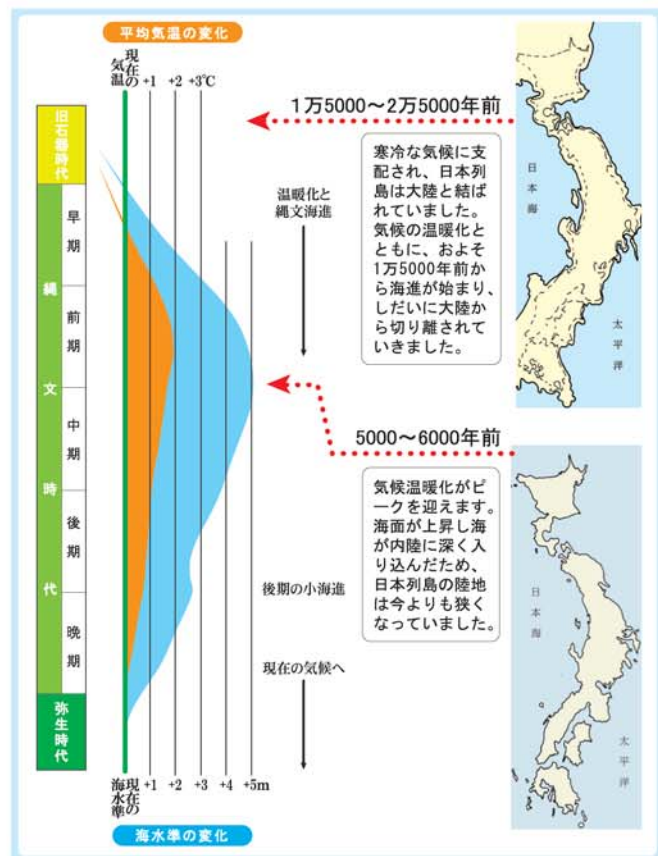 平均気温の変化
現在の気温
+1
+2
+3℃
旧石器時代
縄文時代
早期
前期
中期
後期
晩期
弥生時代
温暖化と
縄文海進
後期の小海進
現在の気候へ
現在の海水準
+1
+2
+3
+4
+5m
海水準の変化
1万5000～2万5000年前
寒冷な気候に支
配され、日本列
島は大陸と結ば
れていました。
気候の温暖化と
ともに、およそ
1万5000年前か
ら海進が始まり、
しだいに大陸か
ら切り離されて
いきました。
日本海
太平洋
5000～6000年前
気候温暖化がピ
ークを迎えます。
海面が上昇し海
が内陸に深く入
り込んだため、
日本列島の陸地
は今よりも狭く
なっていました。
日本海
太平洋